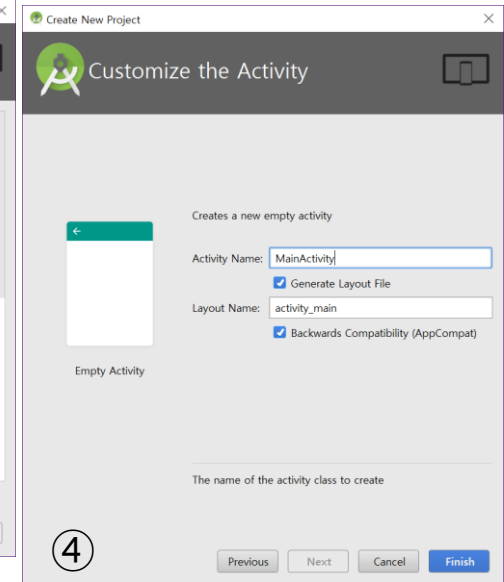 Create New Project
Customize the Activity
Creates a new empty activity
Activity Name: MainActivity
Generate Layout File
Layout Name: activity_main
Backwards Compatibility (AppCompat)
Empty Activity
The name of the activity class to create
④
Previous Next Cancel Finish